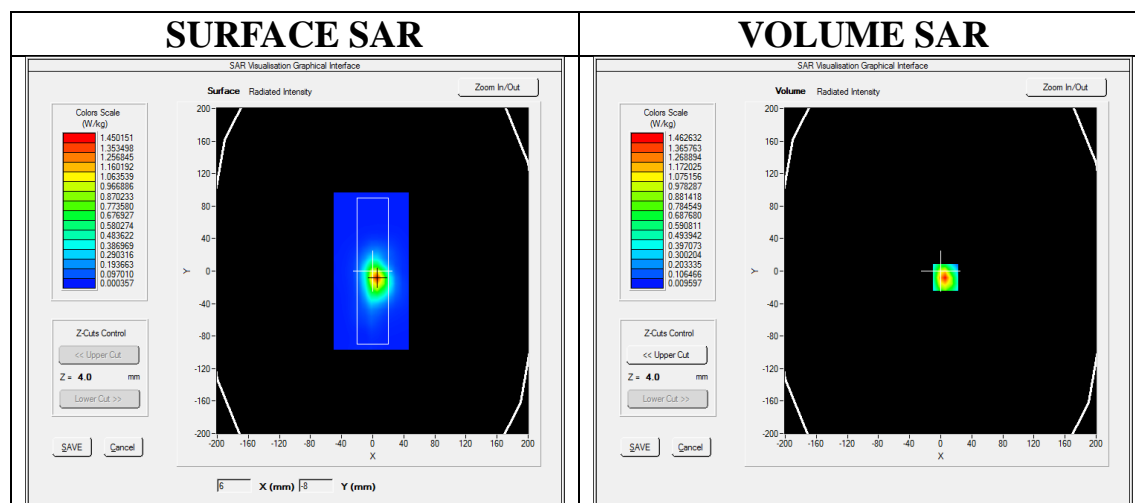 SURFACE SAR
VOLUME SAR
SAR Visualisation Graphical Interface
Surface Radiated Intensity
Zoom In/Out
Colors Scale
(W/kg)
1.450151
1.353498
1.256845
1.160192
1.063539
0.966886
0.870233
0.773580
0.676927
0.580274
0.483622
0.386969
0.290316
0.193663
0.097010
0.000357
200
160
120
80
40
0
-40
-80
-120
-160
-200
Y
-200 -160 -120 -80 -40 0 40 80 120 160 200
X
Z-Cuts Control
<< Upper Cut
Z = 4.0 mm
Lower Cut >>
SAVE Cancel
6 X (mm) -8 Y (mm)
SAR Visualisation Graphical Interface
Volume Radiated Intensity
Zoom In/Out
Colors Scale
(W/kg)
1.462632
1.365763
1.268894
1.172025
1.075156
0.978287
0.881418
0.784549
0.687680
0.590811
0.493942
0.397073
0.300204
0.203335
0.106466
0.009597
200
160
120
80
40
0
-40
-80
-120
-160
-200
Y
-200 -160 -120 -80 -40 0 40 80 120 160 200
X
Z-Cuts Control
<< Upper Cut
Z = 4.0 mm
Lower Cut >>
SAVE Cancel